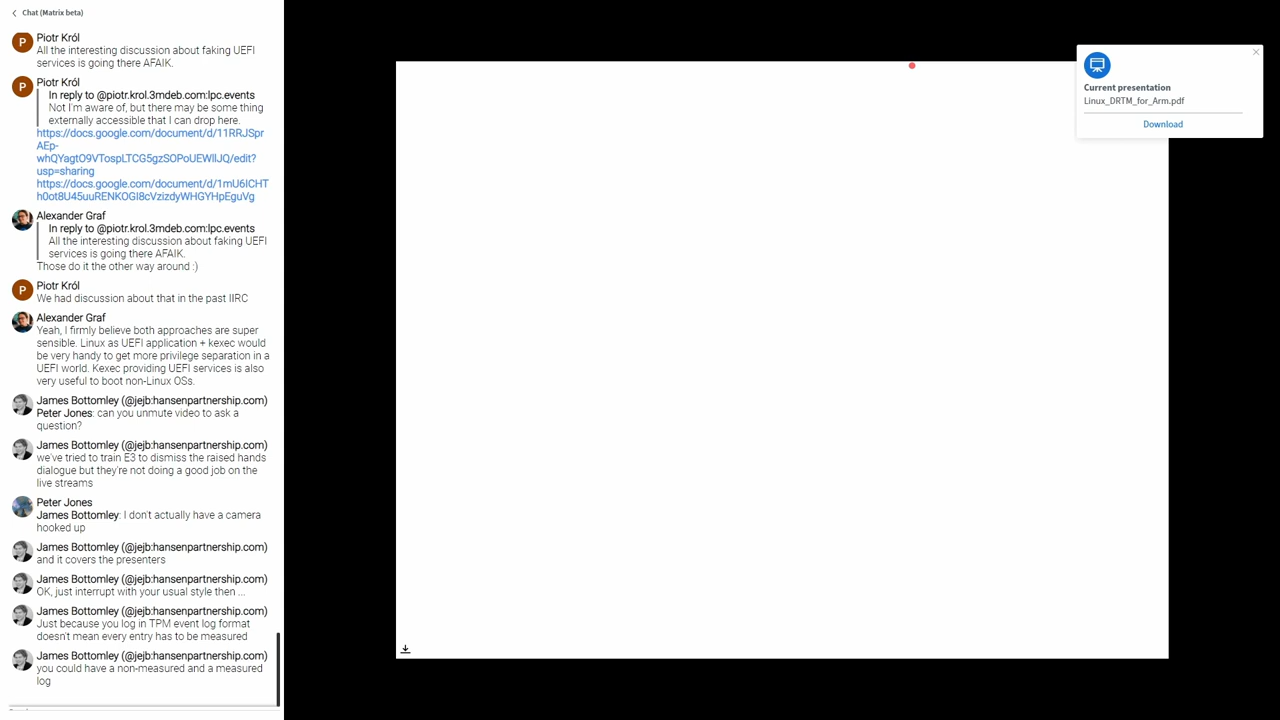 Chat (Matrix beta)
P
Piotr Król
All the interesting discussion about faking UEFI
services is going there AFAIK.
P
Piotr Król
In reply to @piotr.krol.3mdeb.com:lpc.events
Not I'm aware of, but there may be some thing
externally accessible that I can drop here.
https://docs.google.com/document/d/11RRJSpr
AEp-
whQYagtO9VTospLTCG5gzSOPoUEWlIJQ/edit?
usp=sharing
https://docs.google.com/document/d/1mU6ICHT
h0ot8U45uuRENKOGI8cVzizdyWHGYHpEguVg
Alexander Graf
In reply to @piotr.krol.3mdeb.com:lpc.events
All the interesting discussion about faking UEFI
services is going there AFAIK.
Those do it the other way around :)
P
Piotr Król
We had discussion about that in the past IIRC
Alexander Graf
Yeah, I firmly believe both approaches are super
sensible. Linux as UEFI application + kexec would
be very handy to get more privilege separation in a
UEFI world. Kexec providing UEFI services is also
very useful to boot non-Linux OSs.
James Bottomley (@jejb:hansenpartnership.com)
Peter Jones: can you unmute video to ask a
question?
James Bottomley (@jejb:hansenpartnership.com)
we've tried to train E3 to dismiss the raised hands
dialogue but they're not doing a good job on the
live streams
Peter Jones
James Bottomley: I don't actually have a camera
hooked up
James Bottomley (@jejb:hansenpartnership.com)
and it covers the presenters
James Bottomley (@jejb:hansenpartnership.com)
OK, just interrupt with your usual style then ...
James Bottomley (@jejb:hansenpartnership.com)
Just because you log in TPM event log format
doesn't mean every entry has to be measured
James Bottomley (@jejb:hansenpartnership.com)
you could have a non-measured and a measured
log
Current presentation
Linux_DRTM_for_Arm.pdf
Download